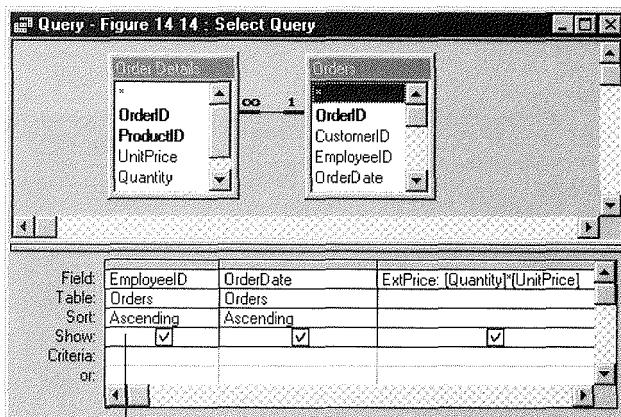 Query - Figure 14 14 : Select Query
Order Details
*
OrderID
ProductID
UnitPrice
Quantity
∞ 1
Orders
*
OrderID
CustomerID
EmployeeID
OrderDate
Field: EmployeeID OrderDate ExtPrice: [Quantity]*[UnitPrice]
Table: Orders Orders
Sort: Ascending Ascending
Show:
Criteria:
or: